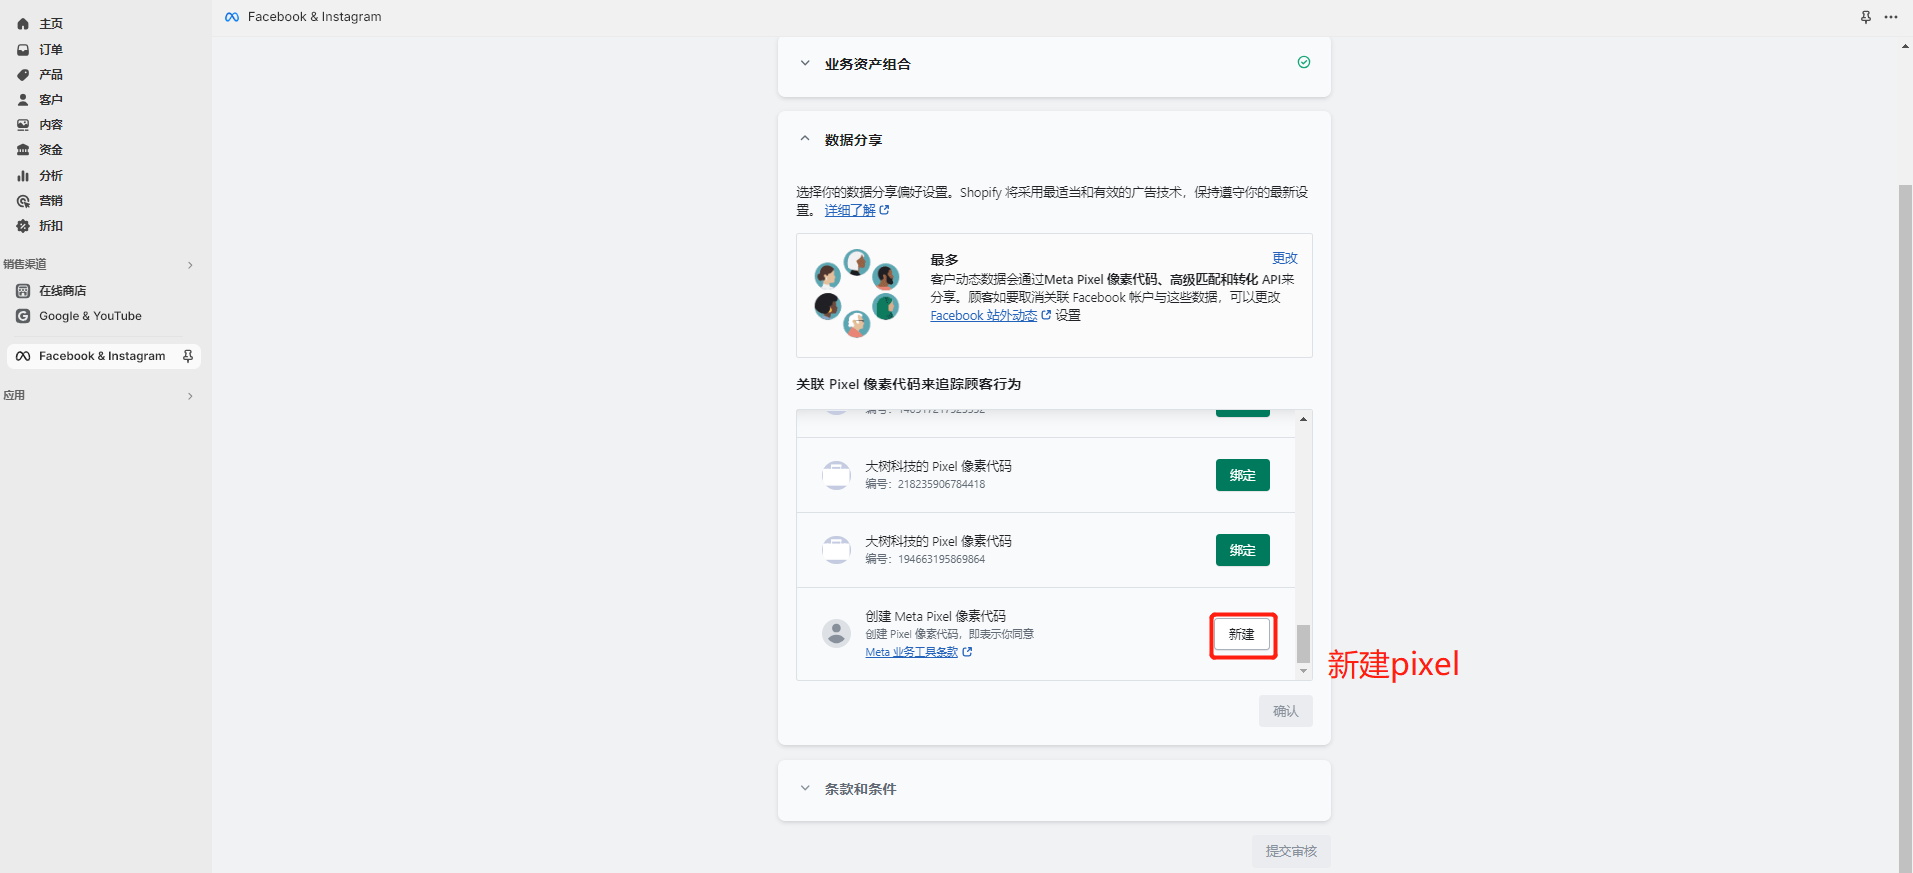 主页
订单
产品
客户
内容
资金
分析
营销
折扣
销售渠道
在线商店
Google & YouTube
Facebook & Instagram
应用
Facebook & Instagram
业务资产组合
数据分享
选择你的数据分享偏好设置。Shopify 将采用最适当和有效的广告技术，保持遵守你的最新设
置。 详细了解
最多
更改
客户动态数据会通过Meta Pixel 像素代码、高级匹配和转化 API来
分享。顾客如要取消关联 Facebook 帐户与这些数据，可以更改
Facebook 站外动态 设置
关联 Pixel 像素代码来追踪顾客行为
大树科技的 Pixel 像素代码
编号：218235906784418
绑定
大树科技的 Pixel 像素代码
编号：194663195869864
绑定
创建 Meta Pixel 像素代码
创建 Pixel 像素代码，即表示你同意
Meta 业务工具条款
新建
新建pixel
确认
条款和条件
提交审核